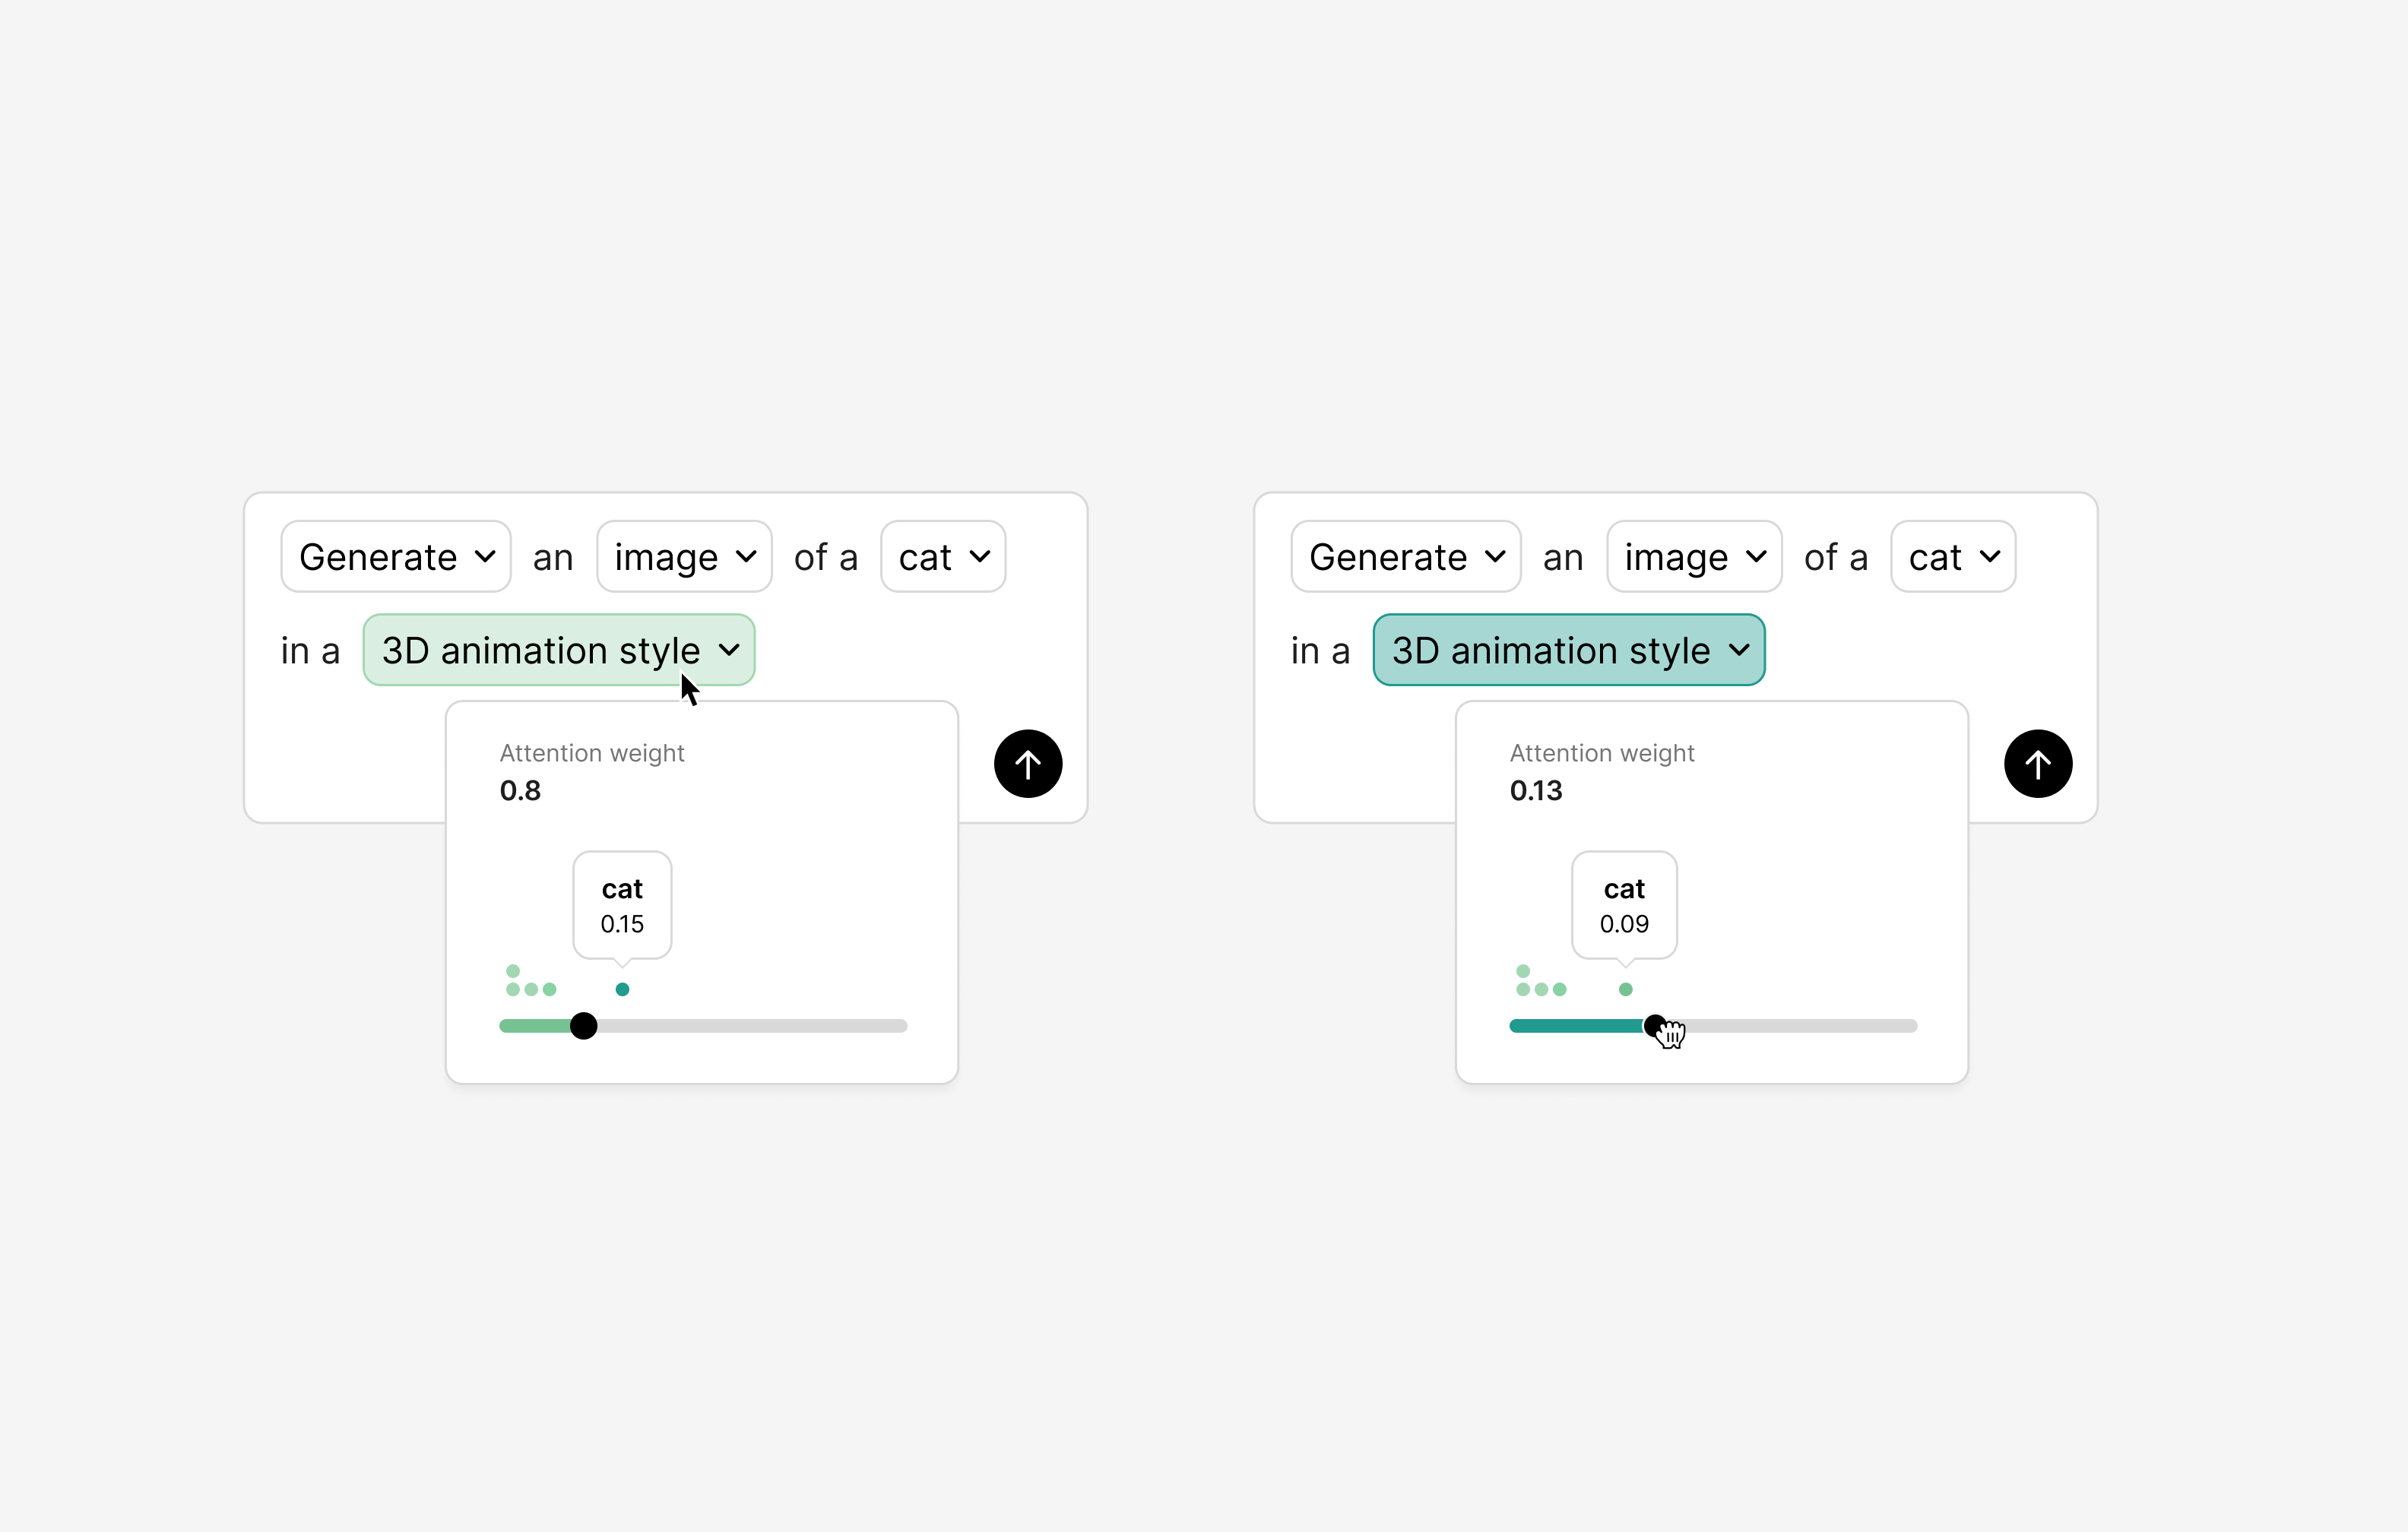 Generate an image of a cat
in a 3D animation style
Attention weight
0.8
cat
0.15
Generate an image of a cat
in a 3D animation style
Attention weight
0.13
cat
0.09